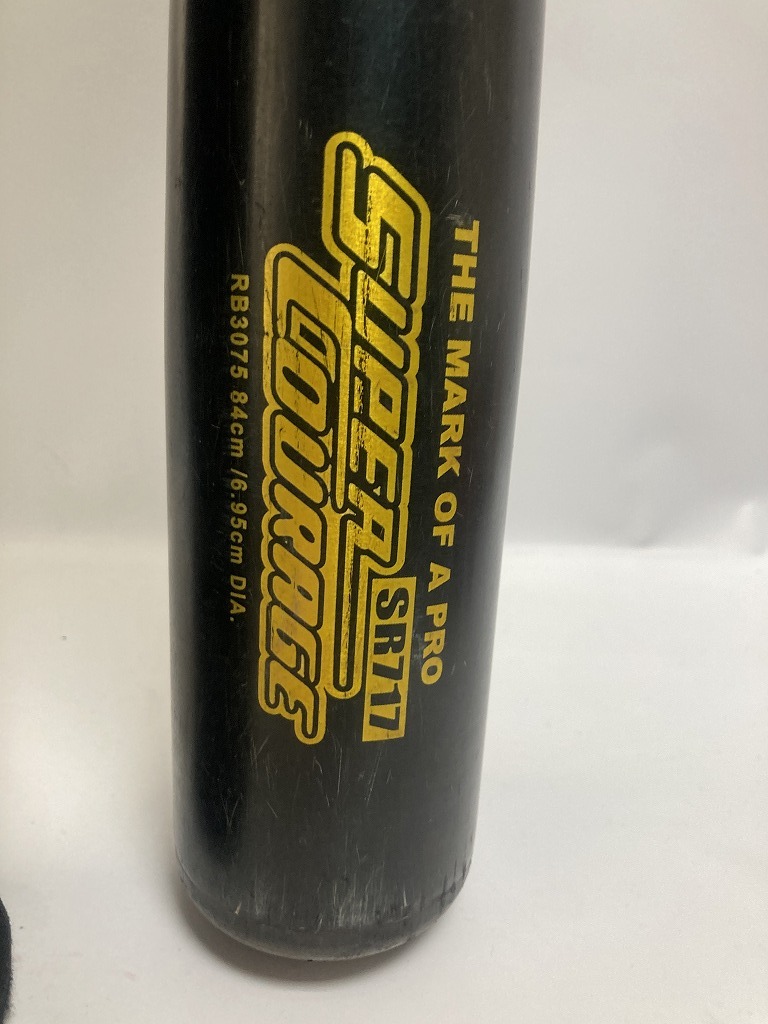 THE MARK OF A PRO
SUPER
SR717
COURAGE
RB3075 84cm /6.95cm DIA.